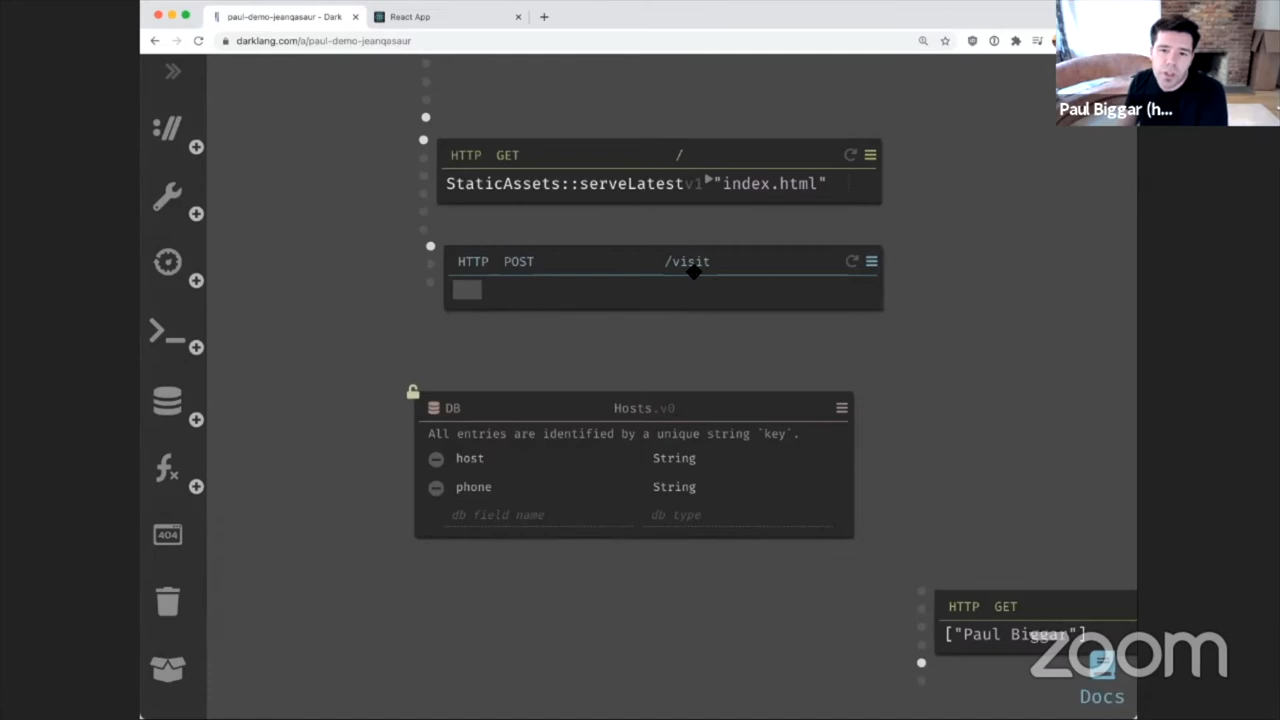 paul-demo-jeanqasaur - Dark
React App
darklang.com/a/paul-demo-jeanqasaur
Paul Biggar (h...
HTTP GET /
StaticAssets::serveLatestv1 "index.html"
HTTP POST /visit
DB Hosts.v0
All entries are identified by a unique string `key`.
host String
phone String
db field name db type
404
HTTP GET
["Paul Biggar"]
zoom
Docs